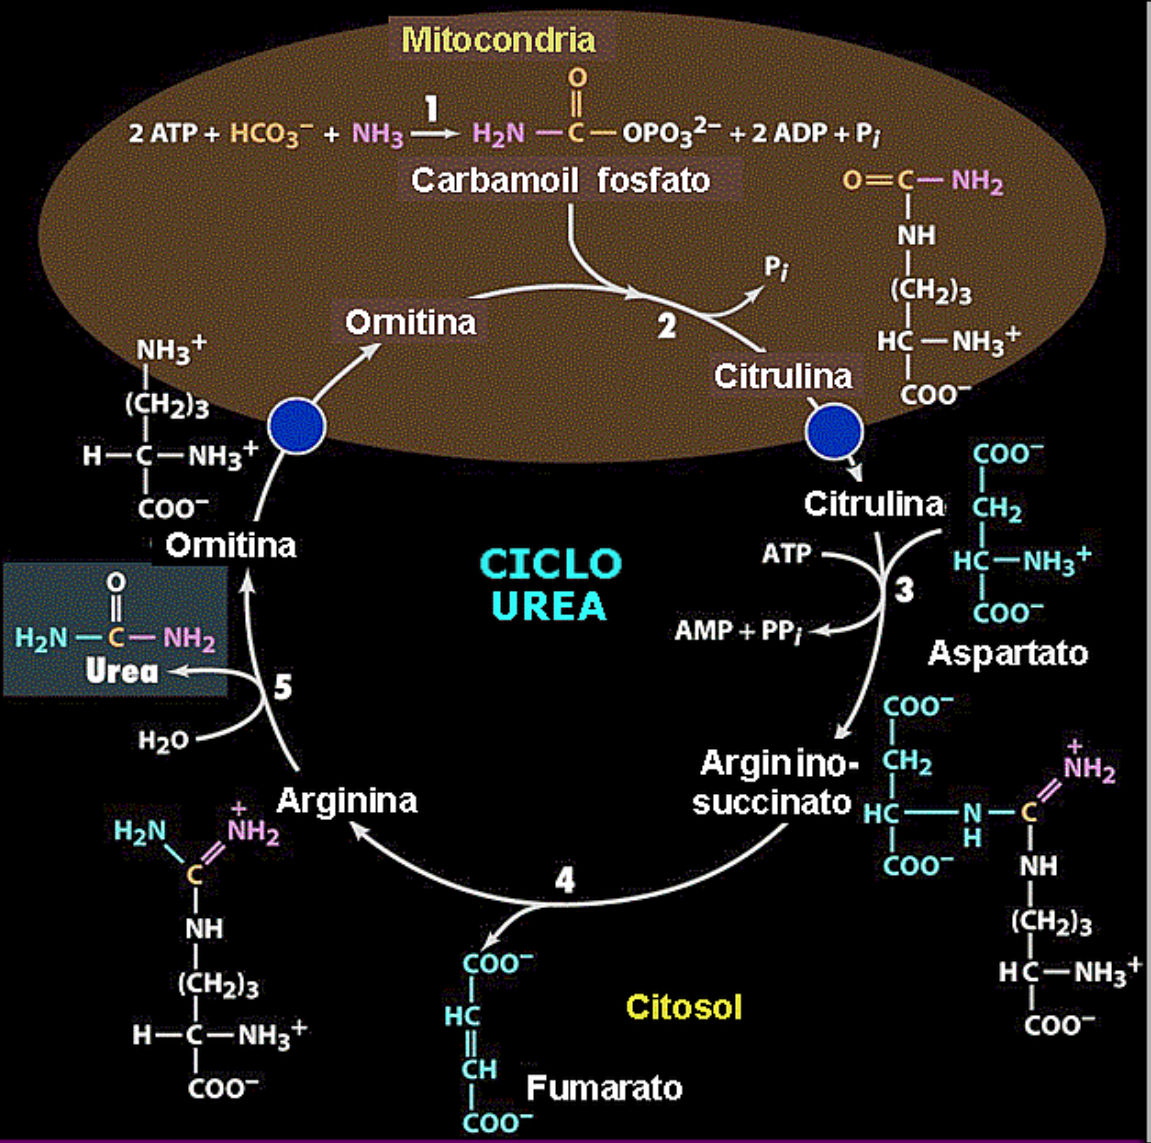 Mitocondria
O
2 ATP + HCO₃⁻ + NH₃ 1 H₂N — C — OPO₃²⁻ + 2 ADP + Pi
Carbamoil fosfato
O=C—NH₂
NH
(CH₂)₃
HC—NH₃⁺
COO⁻
Pi
Ornitina
2
Citrulina
NH₃⁺
(CH₂)₃
H—C—NH₃⁺
COO⁻
Ornitina
Citrulina
COO⁻
CH₂
HC—NH₃⁺
COO⁻
Aspartato
CICLO
UREA
ATP
3
AMP + PPi
O
H₂N—C—NH₂
Urea
5
H₂O
Arginino-
succinato
COO⁻
CH₂
HC—N—C=NH₂
+
H
COO⁻
NH
(CH₂)₃
HC—NH₃⁺
COO⁻
Arginina
+
H₂N NH₂
C
NH
(CH₂)₃
H—C—NH₃⁺
COO⁻
4
COO⁻
HC
CH
COO⁻
Fumarato
Citosol